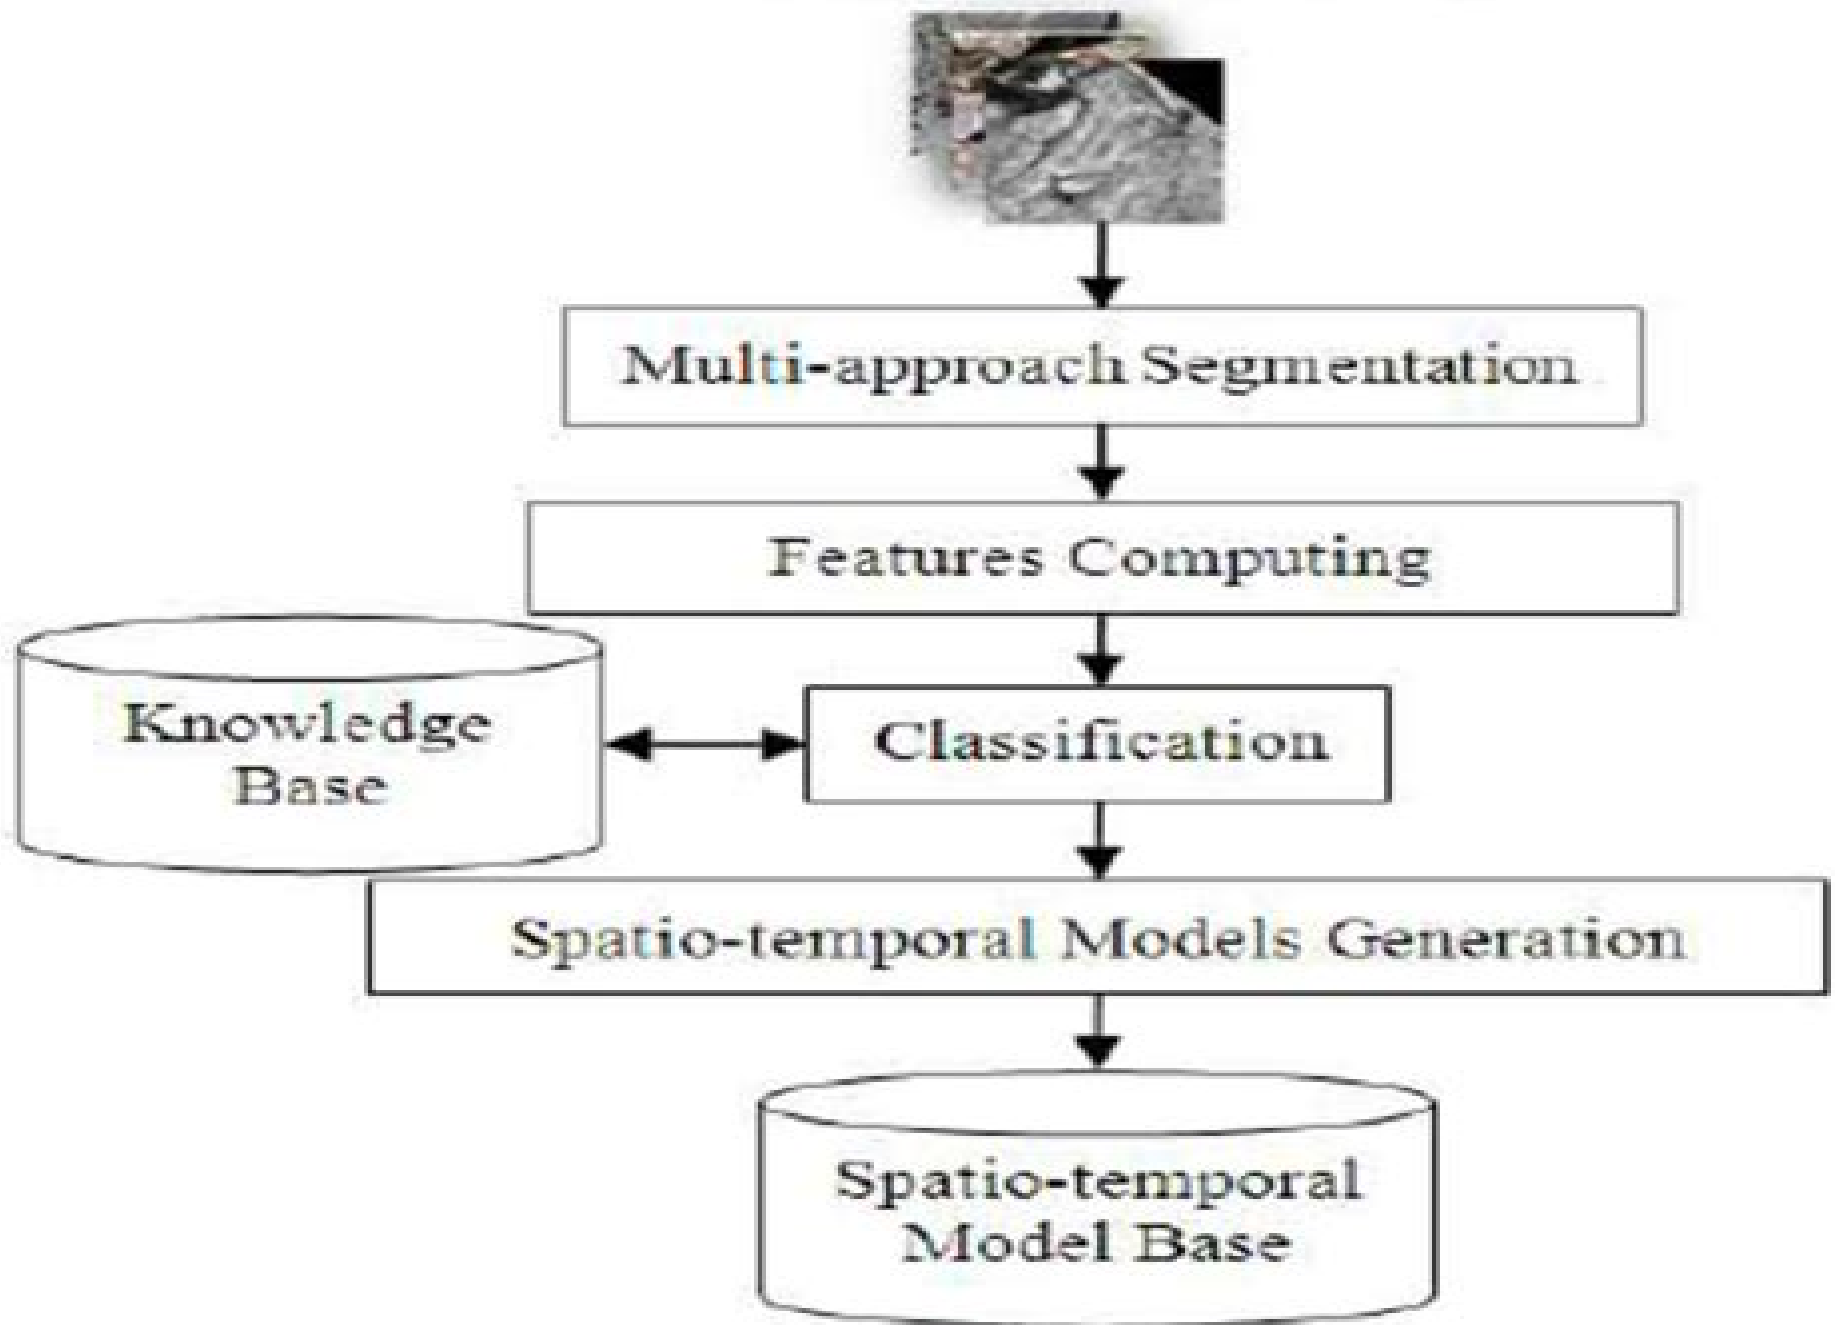 Multi-approach Segmentation
Features Computing
Knowledge
Base
Classification
Spatio-temporal Models Generation
Spatio-temporal
Model Base